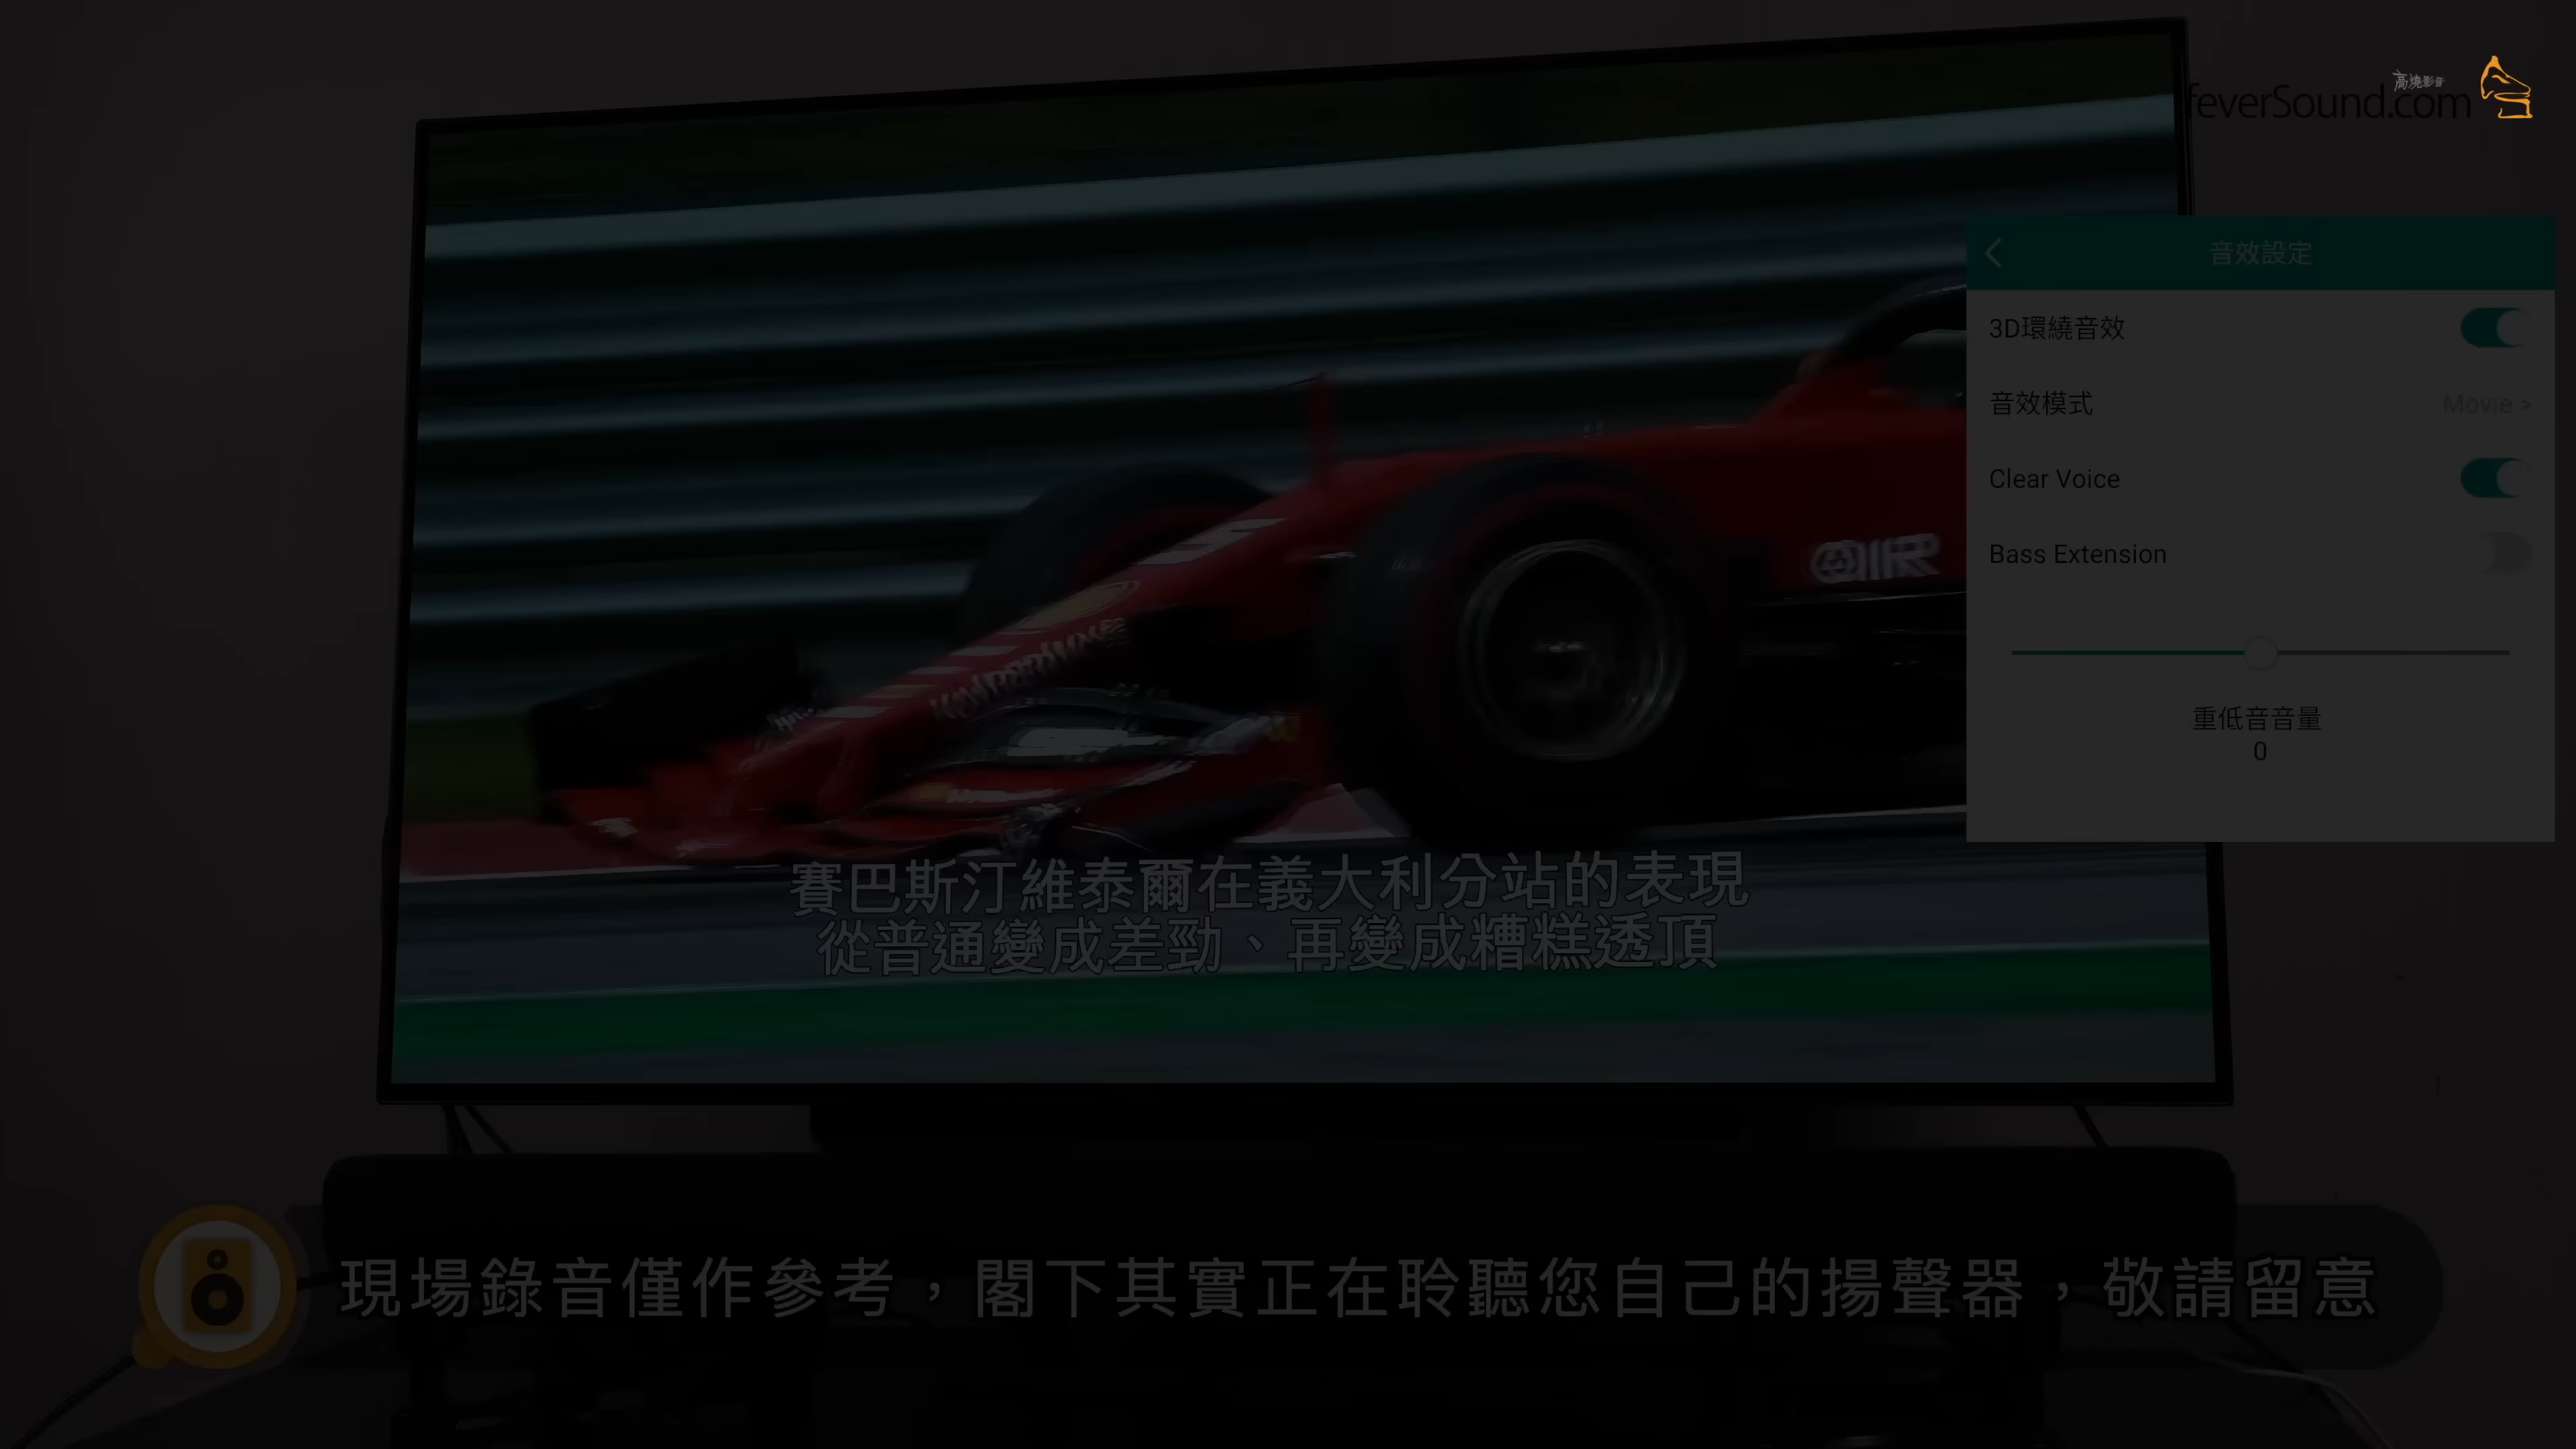 高燒影音
feverSound.com
音效設定
3D環繞音效
音效模式
Movie >
Clear Voice
Bass Extension
重低音音量
0
賽巴斯汀維泰爾在義大利分站的表現
從普通變成差勁、再變成糟糕透頂
現場錄音僅作參考，閣下其實正在聆聽您自己的揚聲器，敬請留意